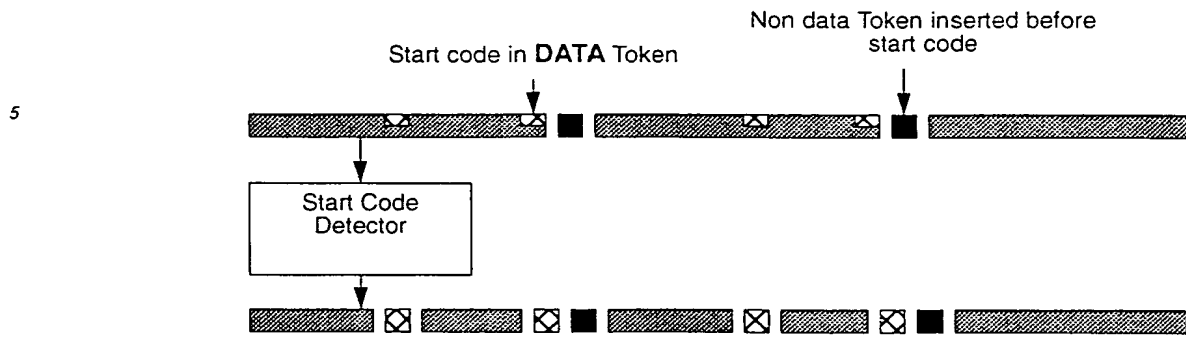 Non data Token inserted before
start code
Start code in DATA Token
5
Start Code
Detector